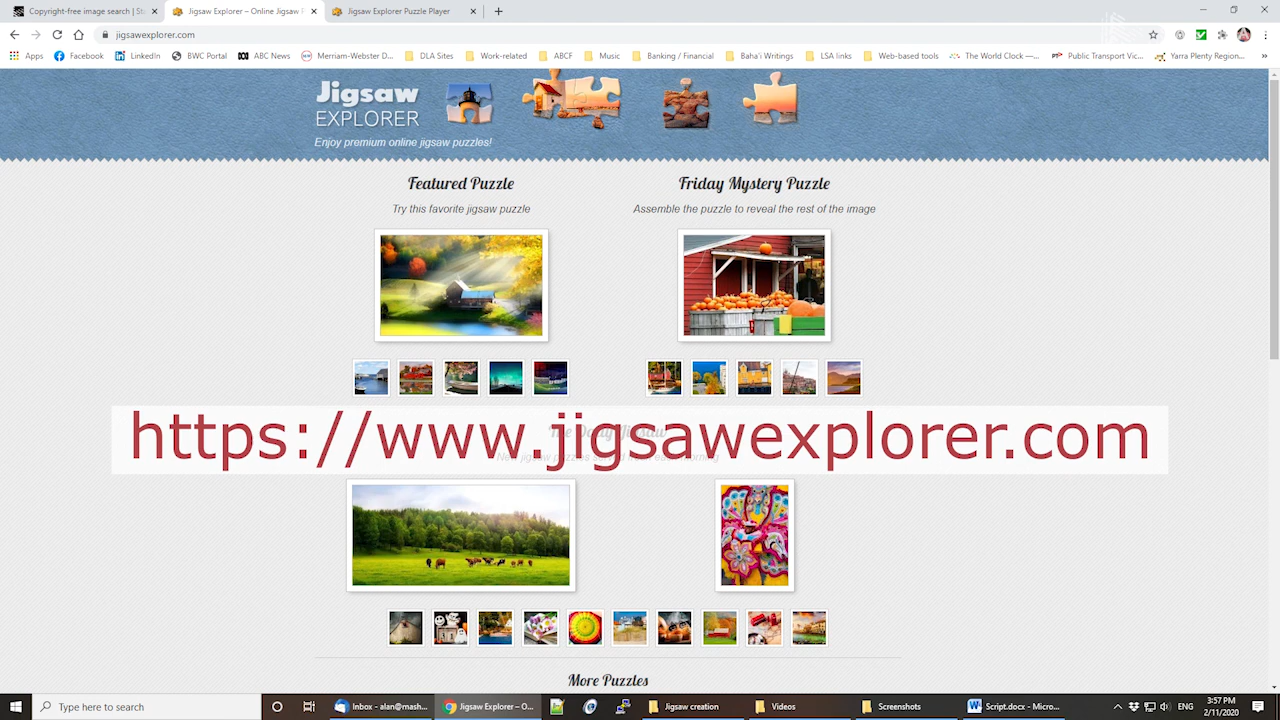 Copyright-free image search | St
Jigsaw Explorer – Online Jigsaw P
Jigsaw Explorer Puzzle Player
jigsawexplorer.com
Apps
Facebook
LinkedIn
BWC Portal
ABC News
Merriam-Webster D...
DLA Sites
Work-related
ABCF
Music
Banking / Financial
Baha'i Writings
LSA links
Web-based tools
The World Clock —...
Public Transport Vic...
Yarra Plenty Region...
»
Jigsaw
EXPLORER
Enjoy premium online jigsaw puzzles!
Featured Puzzle
Friday Mystery Puzzle
Try this favorite jigsaw puzzle
Assemble the puzzle to reveal the rest of the image
The Daily Jigsaw
https://www.jigsawexplorer.com
More Puzzles
Type here to search
Inbox - alan@mash...
Jigsaw Explorer – O...
Jigsaw creation
Videos
Screenshots
Script.docx - Micro...
ENG
3:57 PM
2/11/2020